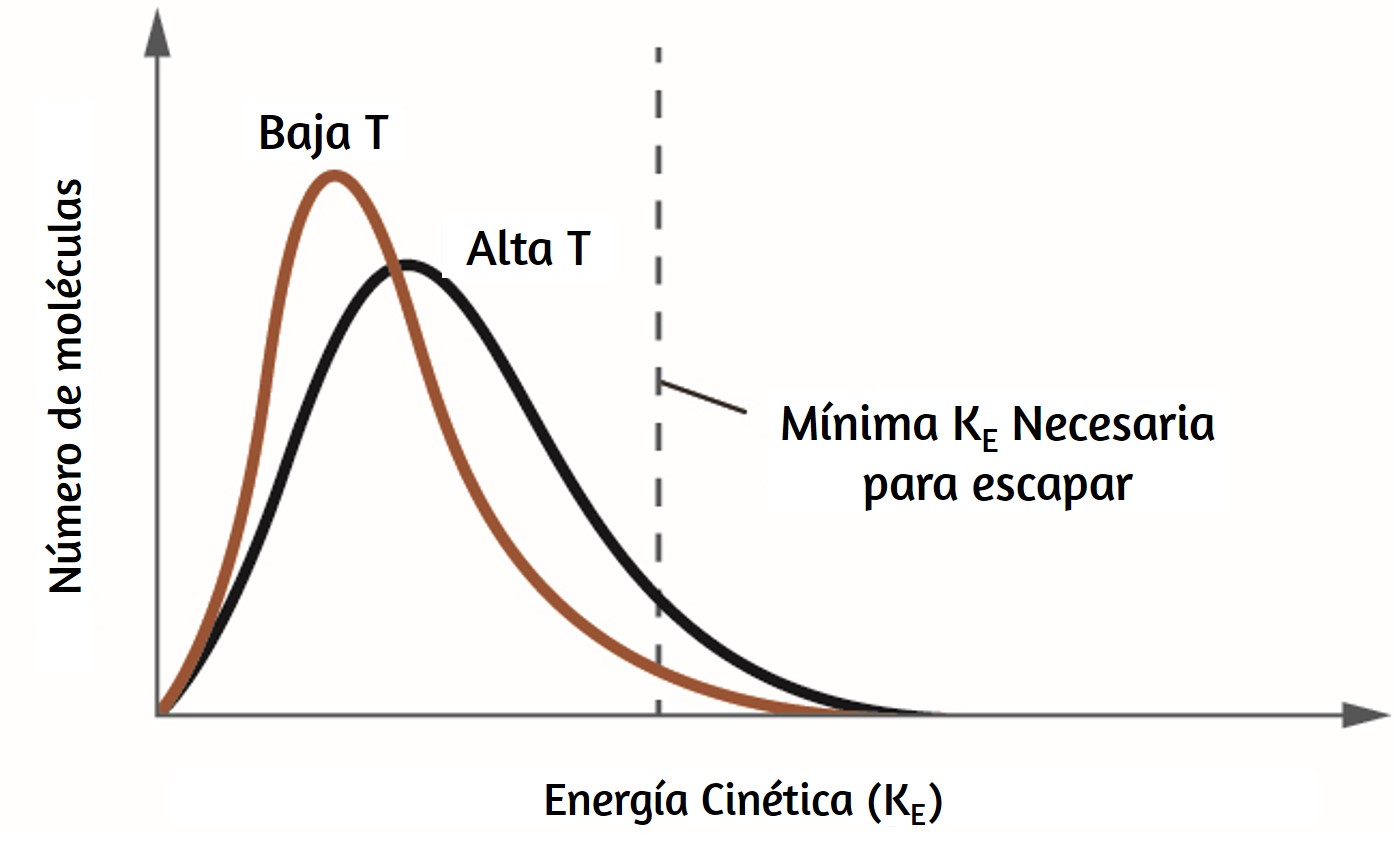 Baja T
Alta T
Número de moléculas
Mínima KE Necesaria
para escapar
Energía Cinética (KE)